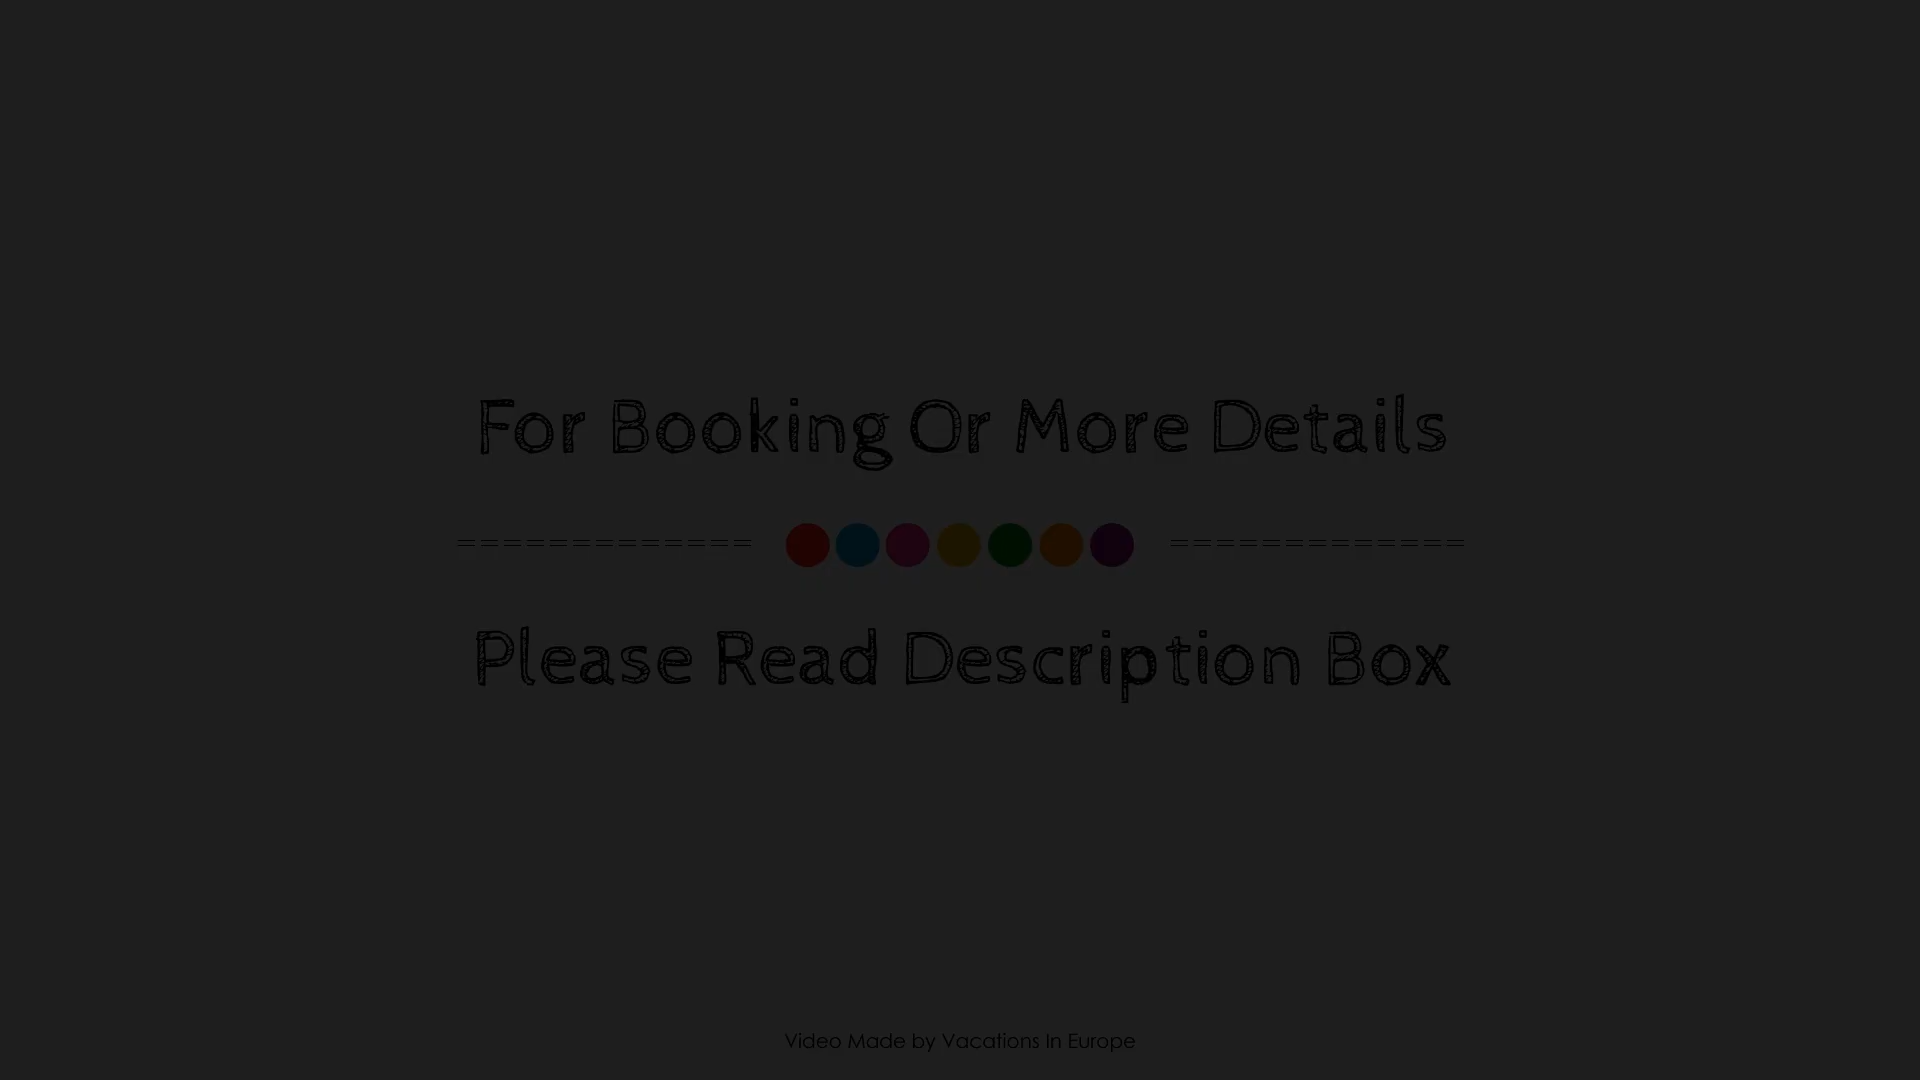 For Booking Or More Details
============= =============
Please Read Description Box
Video Made by Vacations In Europe